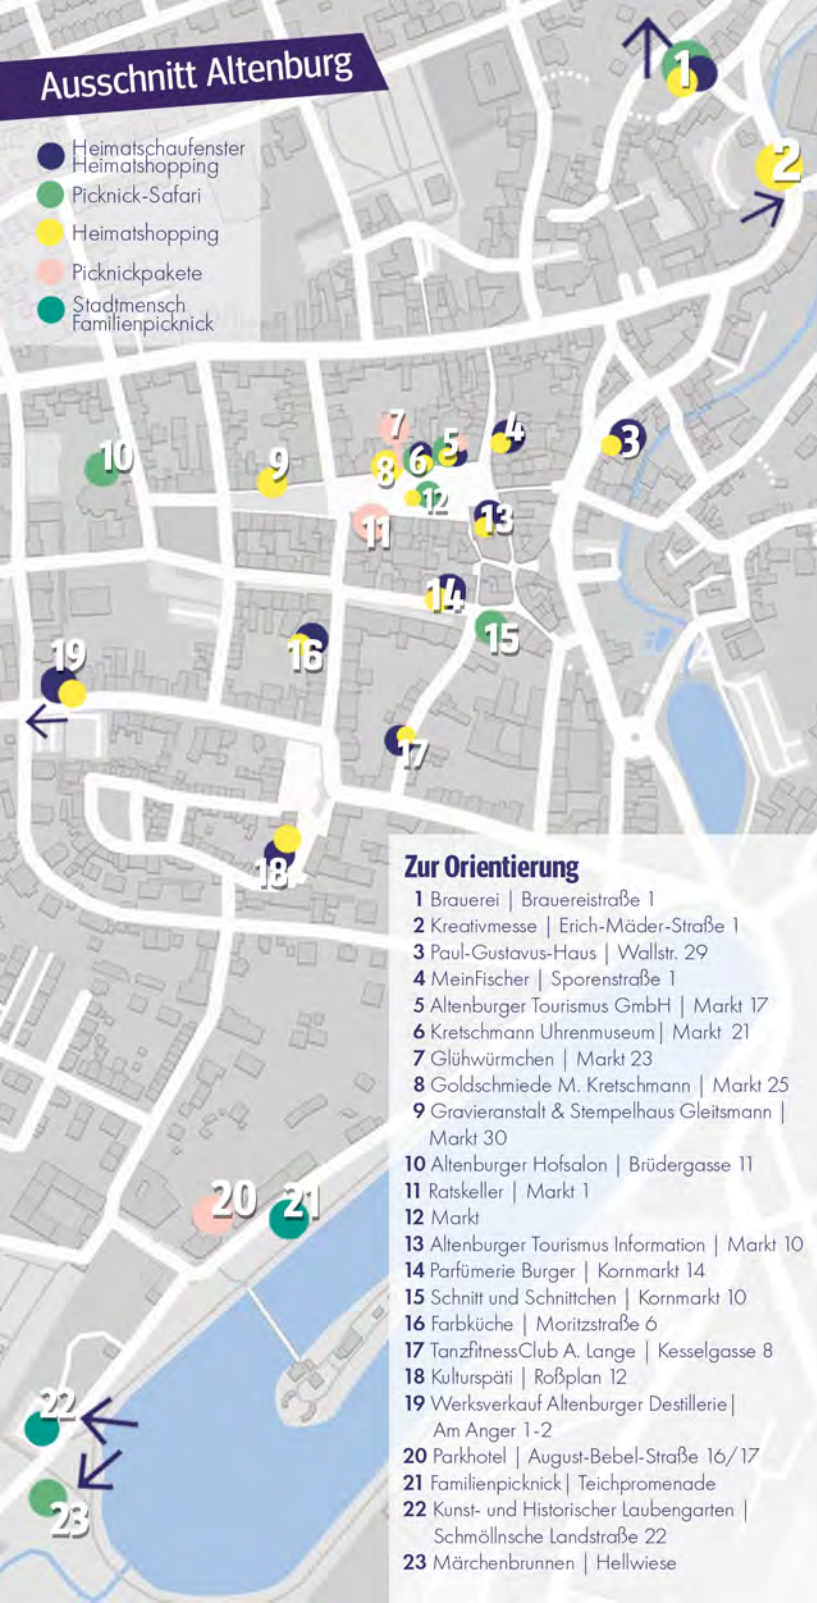 Ausschnitt Altenburg
Heimatschaufenster
Heimatshopping
Picknick-Safari
Heimatshopping
Picknickpakete
Stadtmensch
Familienpicknick
1
2
3
4
5
6
7
8
9
10
11
12
13
14
15
16
17
18
19
20
21
22
23
Zur Orientierung
1 Brauerei | Brauereistraße 1
2 Kreativmesse | Erich-Mäder-Straße 1
3 Paul-Gustavus-Haus | Wallstr. 29
4 MeinFischer | Sporenstraße 1
5 Altenburger Tourismus GmbH | Markt 17
6 Kretschmann Uhrenmuseum| Markt 21
7 Glühwürmchen | Markt 23
8 Goldschmiede M. Kretschmann | Markt 25
9 Gravieranstalt & Stempelhaus Gleitsmann |
Markt 30
10 Altenburger Hofsalon | Brüdergasse 11
11 Ratskeller | Markt 1
12 Markt
13 Altenburger Tourismus Information | Markt 10
14 Parfümerie Burger | Kornmarkt 14
15 Schnitt und Schnittchen | Kornmarkt 10
16 Farbküche | Moritzstraße 6
17 TanzfitnessClub A. Lange | Kesselgasse 8
18 Kulturspäti | Roßplan 12
19 Werksverkauf Altenburger Destillerie|
Am Anger 1-2
20 Parkhotel | August-Bebel-Straße 16/17
21 Familienpicknick| Teichpromenade
22 Kunst- und Historischer Laubengarten |
Schmöllnsche Landstraße 22
23 Märchenbrunnen | Hellwiese